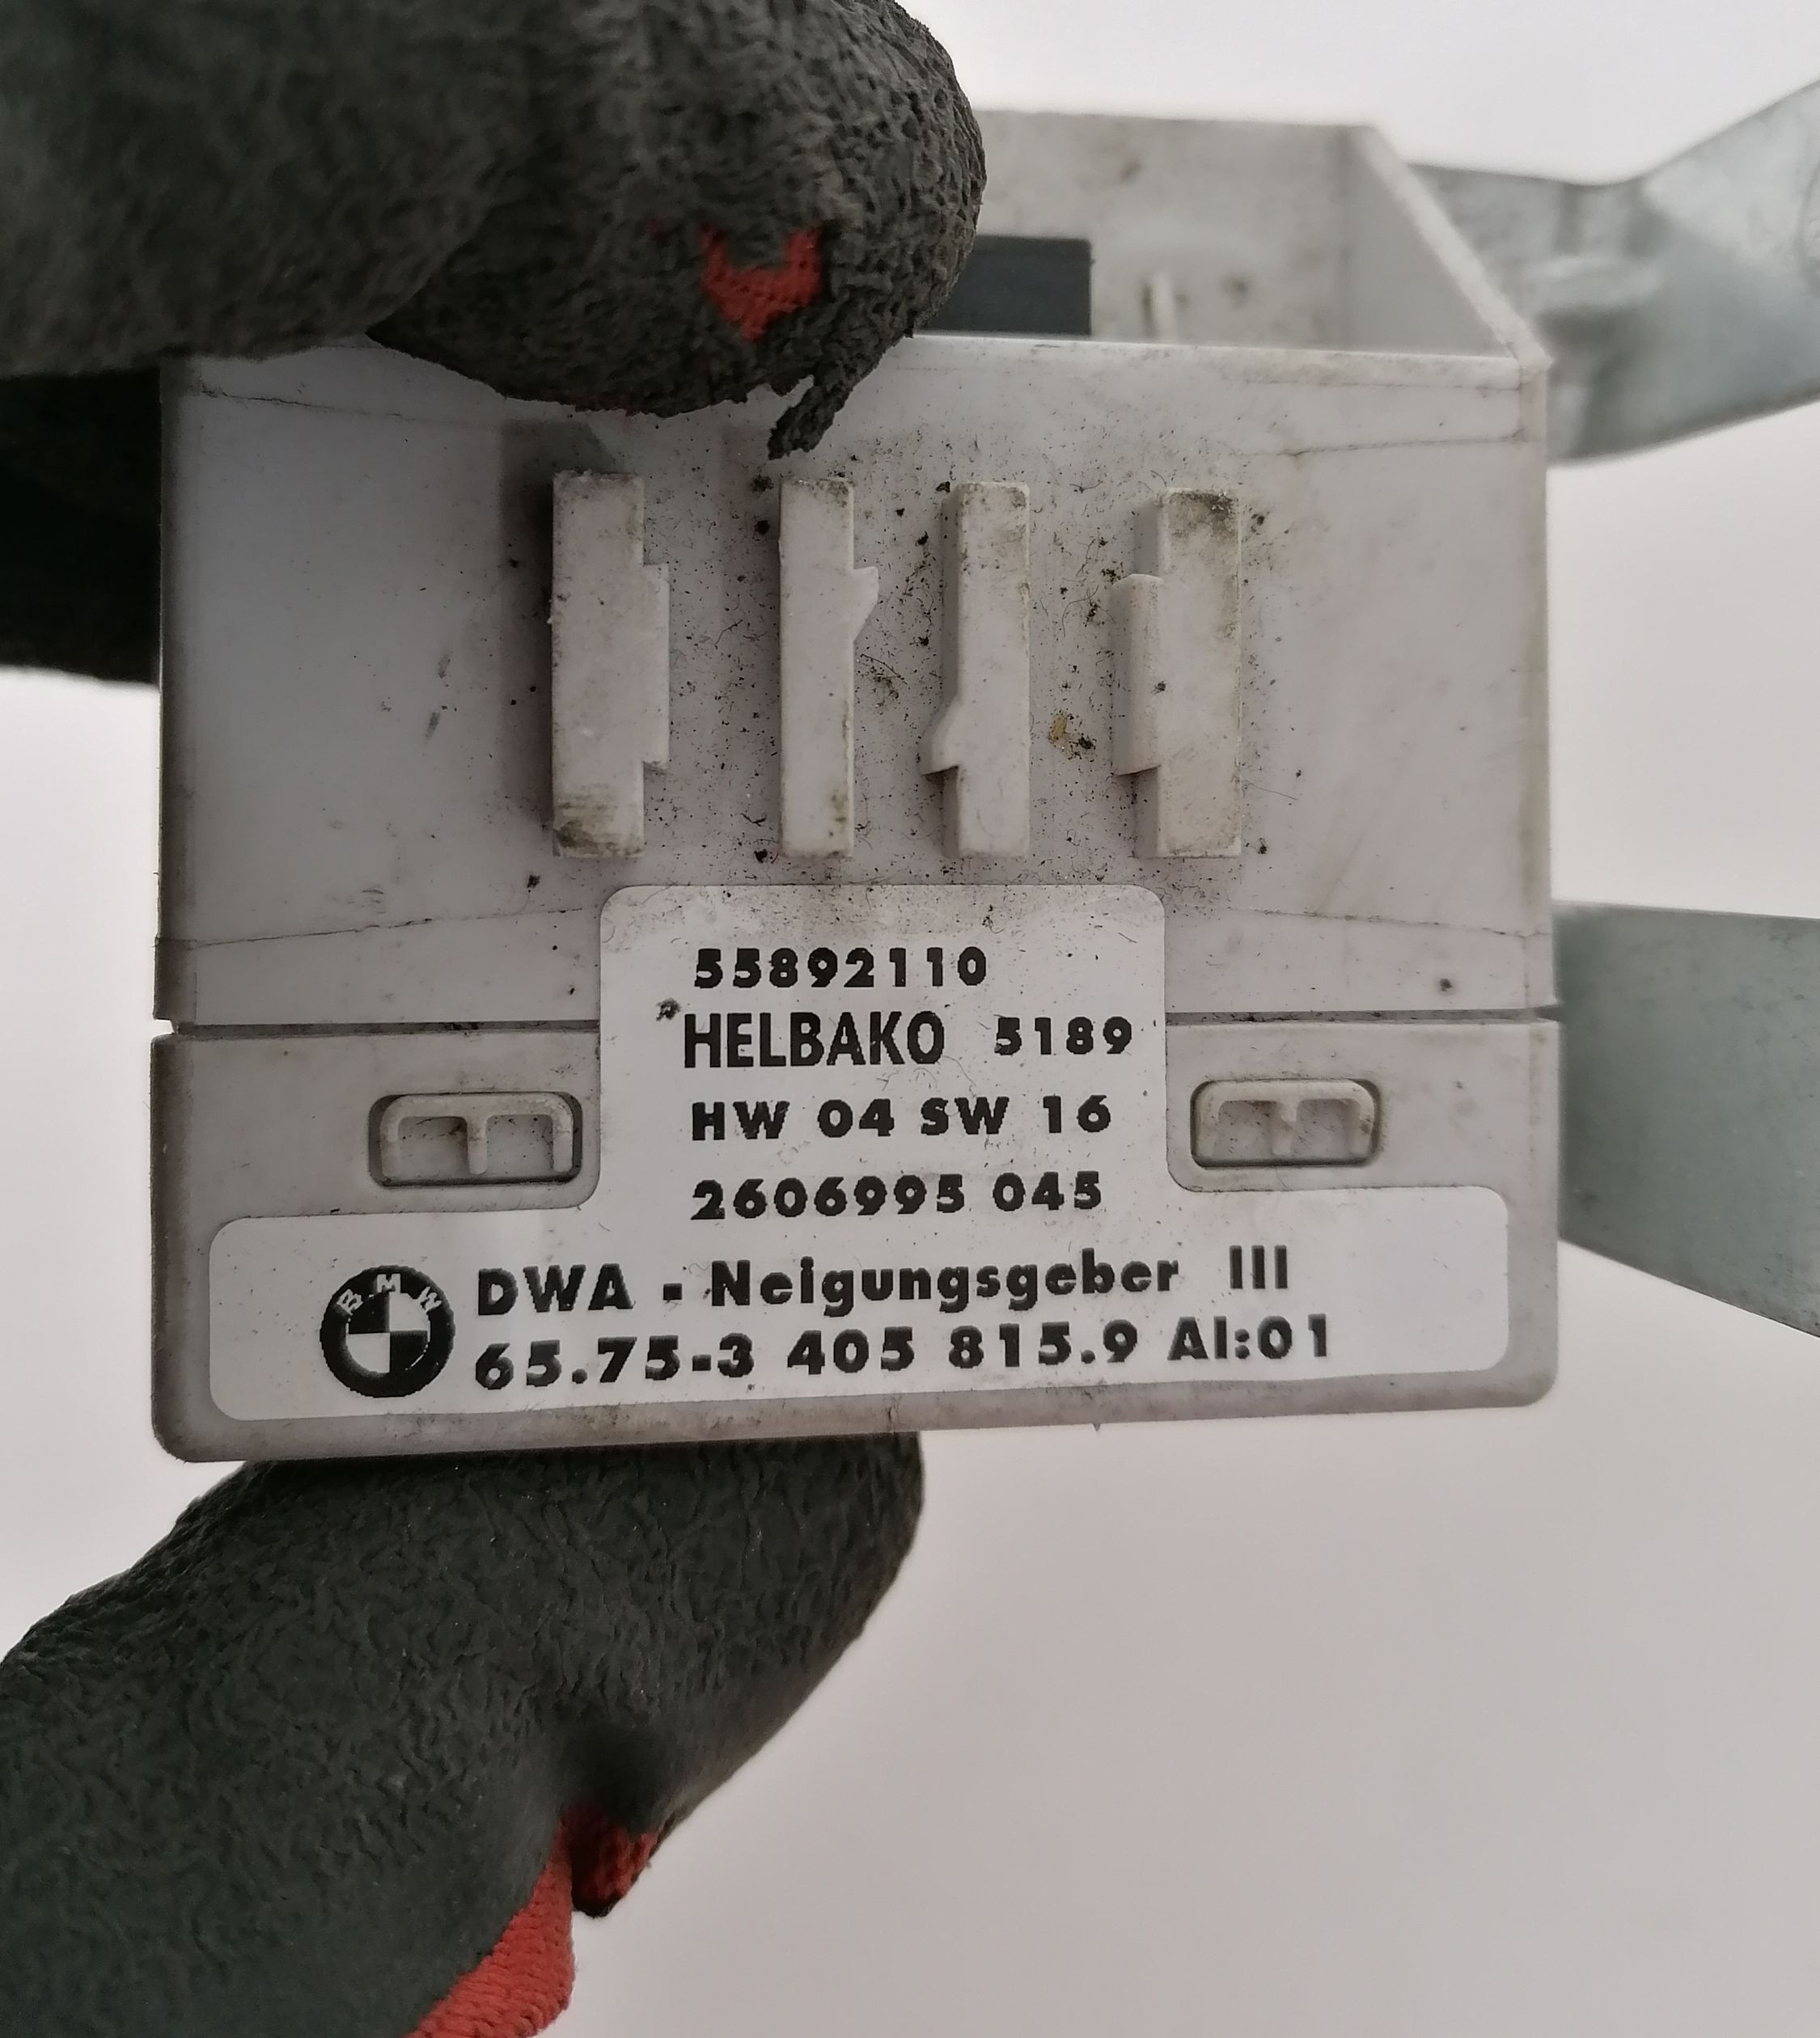 55892110
HELBAKO 5189
HW 04 SW 16
2606995 045
DWA - Neigungsgeber III
BMW
65.75-3 405 815.9 AI:01